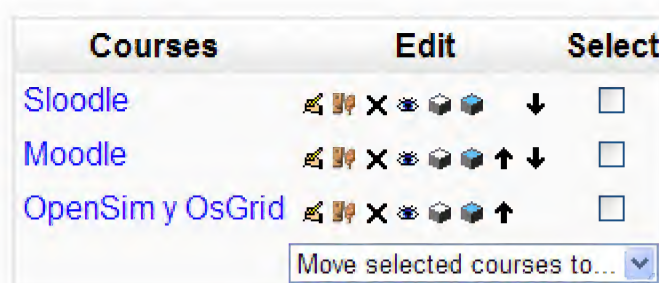 Courses Edit Select
Sloodle
Moodle
OpenSim y OsGrid
Move selected courses to...